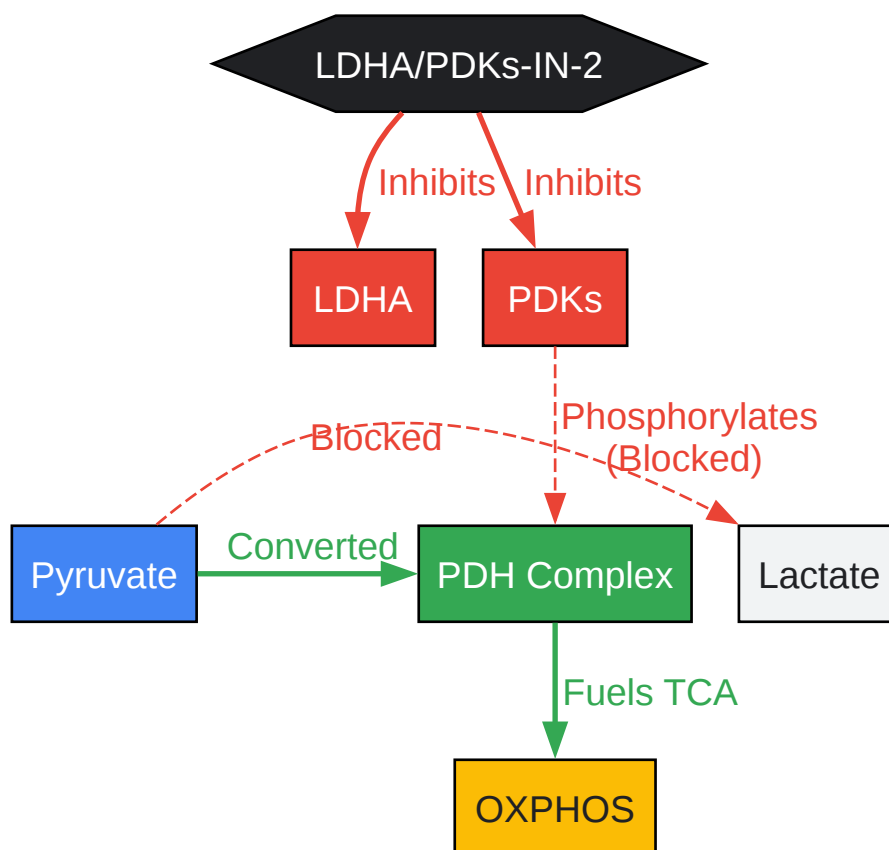 LDHA/PDKs-IN-2
Inhibits
Inhibits
LDHA
PDKs
Phosphorylates
(Blocked)
Blocked
Pyruvate
Converted
PDH Complex
Lactate
Fuels TCA
OXPHOS